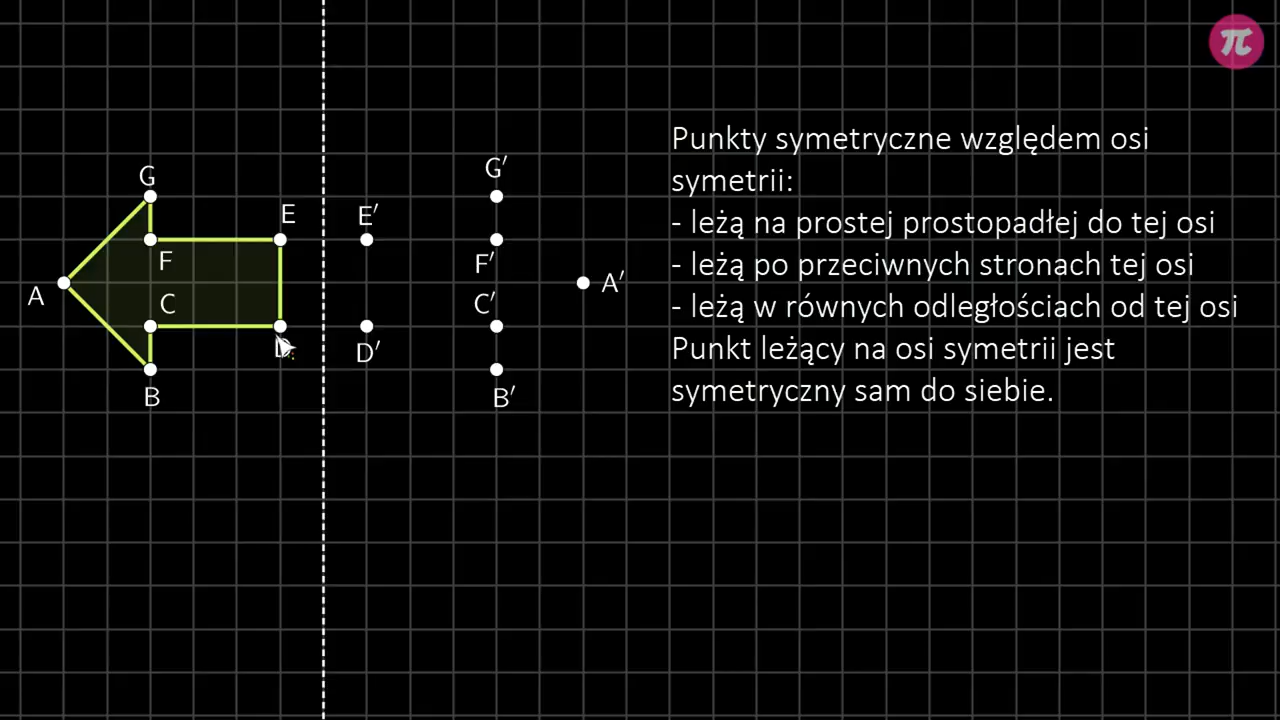 π
Punkty symetryczne względem osi
symetrii:
- leżą na prostej prostopadłej do tej osi
- leżą po przeciwnych stronach tej osi
- leżą w równych odległościach od tej osi
Punkt leżący na osi symetrii jest
symetryczny sam do siebie.
G
G′
E
E′
F
F′
A
A′
C
C′
D
D′
B
B′